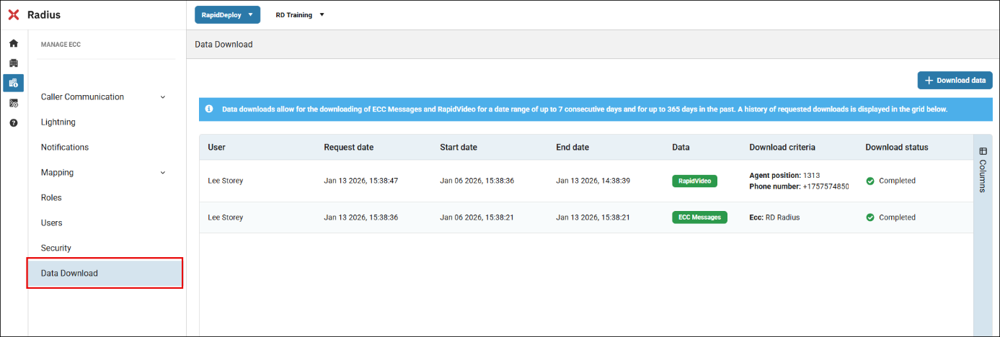 Radius
RapidDeploy
RD Training
MANAGE ECC
Caller Communication
Lightning
Notifications
Mapping
Roles
Users
Security
Data Download
Data Download
Download data
Data downloads allow for the downloading of ECC Messages and RapidVideo for a date range of up to 7 consecutive days and for up to 365 days in the past. A history of requested downloads is displayed in the grid below.
User Request date Start date End date Data Download criteria Download status
Lee Storey Jan 13 2026, 15:38:47 Jan 06 2026, 15:38:36 Jan 13 2026, 14:38:39 RapidVideo Agent position: 1313 Completed
Phone number: +1757574850
Lee Storey Jan 13 2026, 15:38:36 Jan 06 2026, 15:38:21 Jan 13 2026, 15:38:21 ECC Messages Ecc: RD Radius Completed
Columns